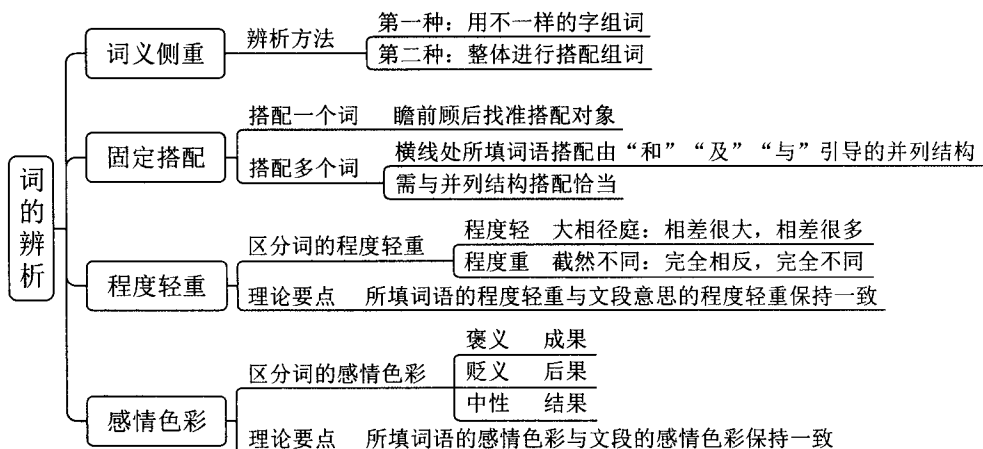 词的辨析
词义侧重
辨析方法
第一种：用不一样的字组词
第二种：整体进行搭配组词
固定搭配
搭配一个词 瞻前顾后找准搭配对象
搭配多个词
横线处所填词语搭配由“和”“及”“与”引导的并列结构
需与并列结构搭配恰当
程度轻重
区分词的程度轻重
程度轻 大相径庭：相差很大，相差很多
程度重 截然不同：完全相反，完全不同
理论要点 所填词语的程度轻重与文段意思的程度轻重保持一致
感情色彩
区分词的感情色彩
褒义 成果
贬义 后果
中性 结果
理论要点 所填词语的感情色彩与文段的感情色彩保持一致